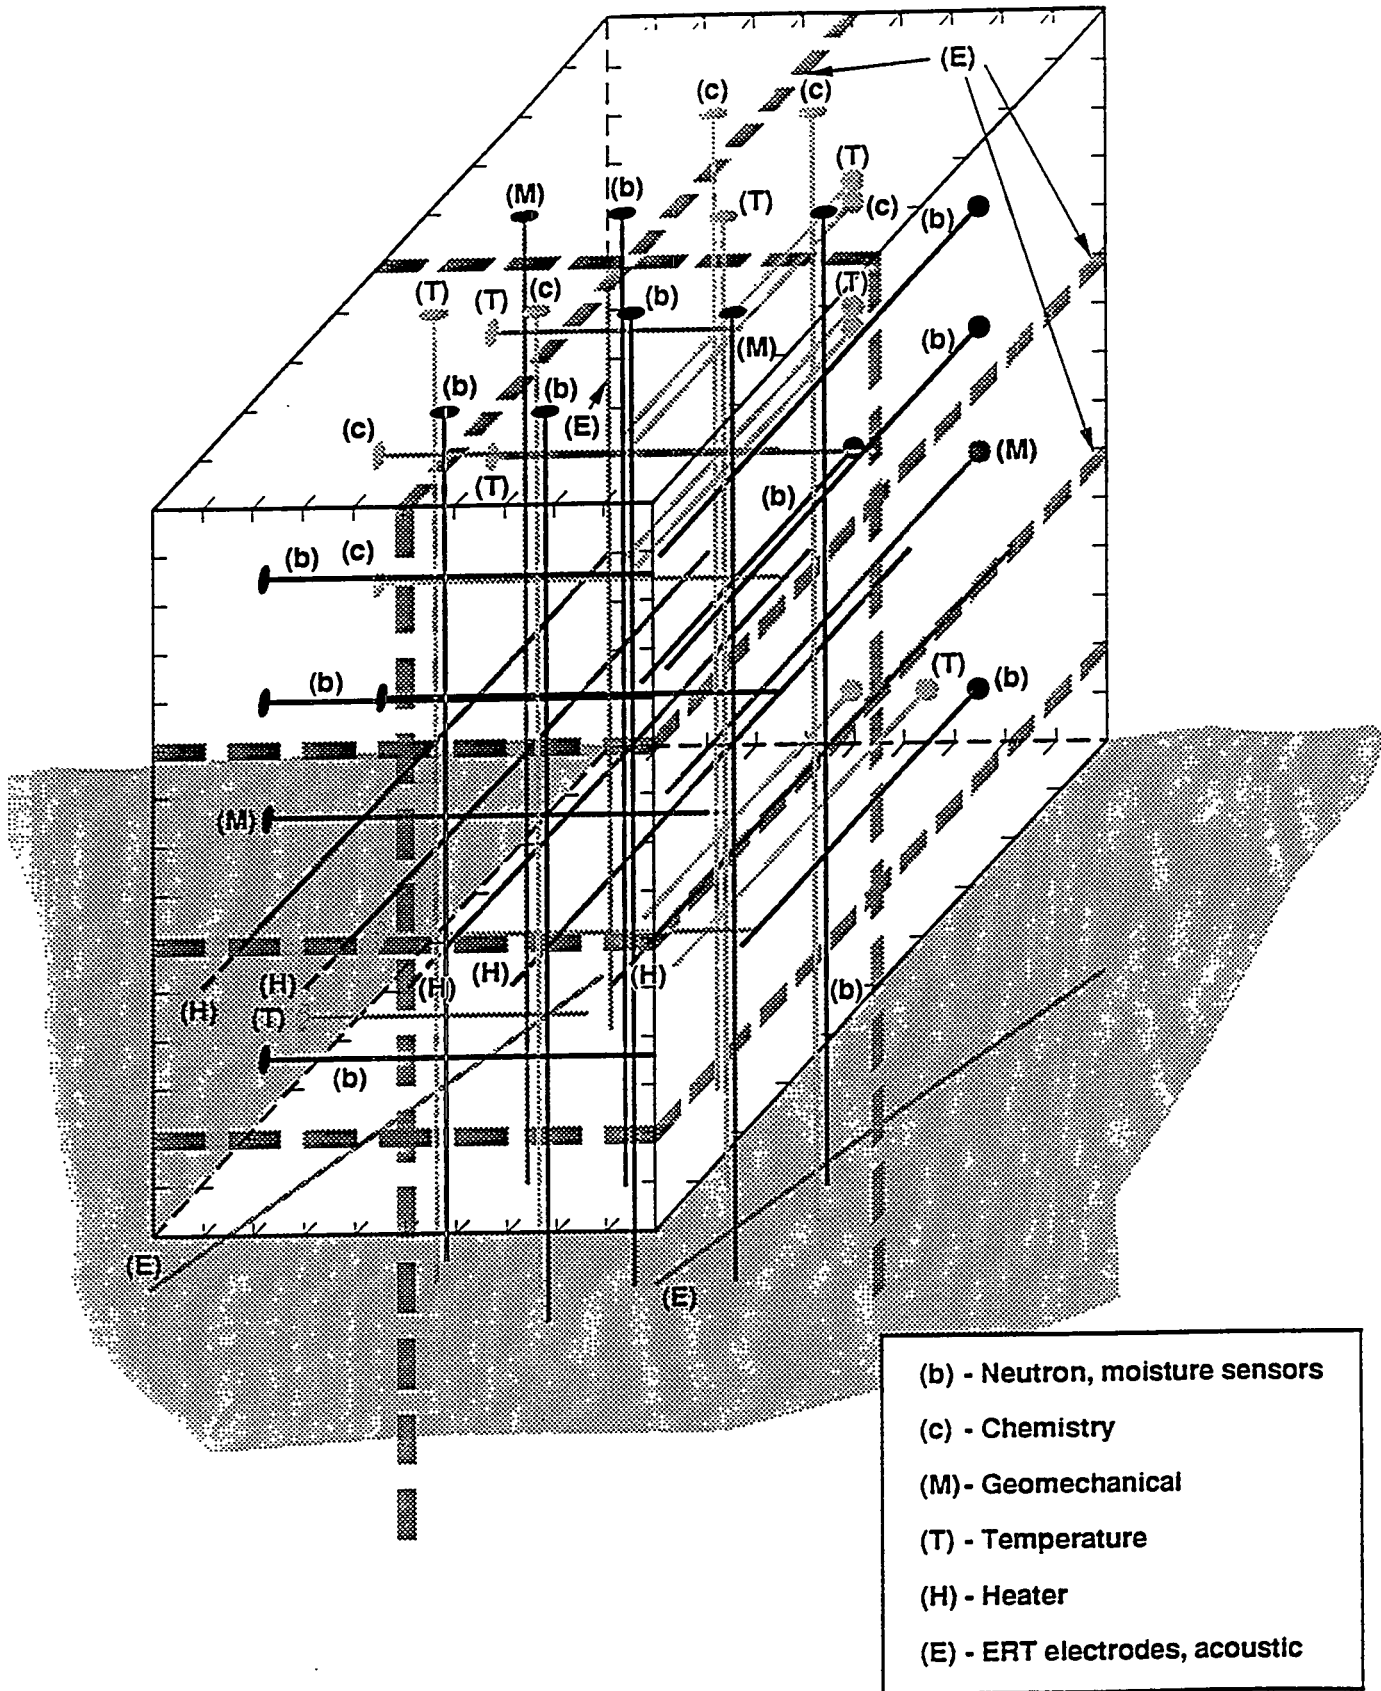 (E)
(c) (c)
(T)
(M) (b) (T) (c) (b)
(T) (T) (c) (b) (T)
(M) (b)
(b) (b)
(c) (E)
(T) (b) (M)
(b) (c)
(b) (T) (b)
(M)
(H) (H) (H) (H) (H) (b)
(T)
(b)
(E) (E)
(b) - Neutron, moisture sensors
(c) - Chemistry
(M) - Geomechanical
(T) - Temperature
(H) - Heater
(E) - ERT electrodes, acoustic